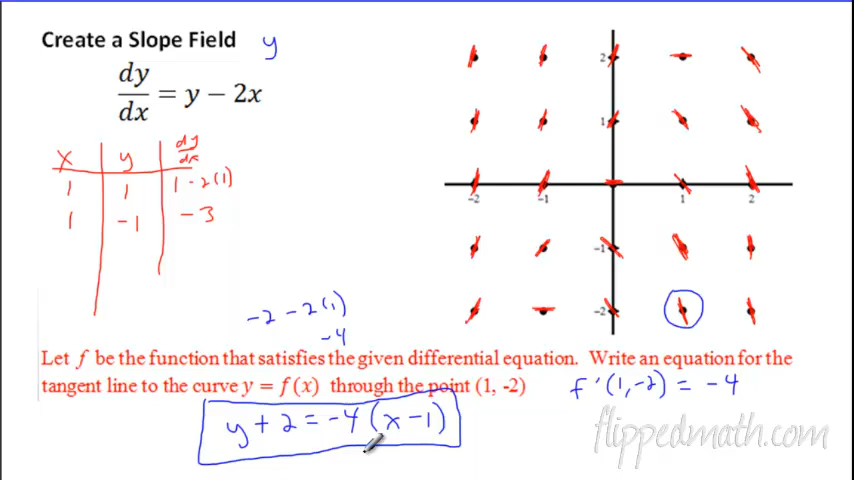 Create a Slope Field y
dy/dx = y − 2x
x y dy/dx
1 1 1 - 2(1)
1 -1 -3
2
1
-2 -1 1 2
-1
-2
-2 - 2(1)
-4
Let f be the function that satisfies the given differential equation. Write an equation for the
tangent line to the curve y = f(x) through the point (1, -2) f'(1,-2) = -4
y + 2 = -4(x - 1)
flippedmath.com